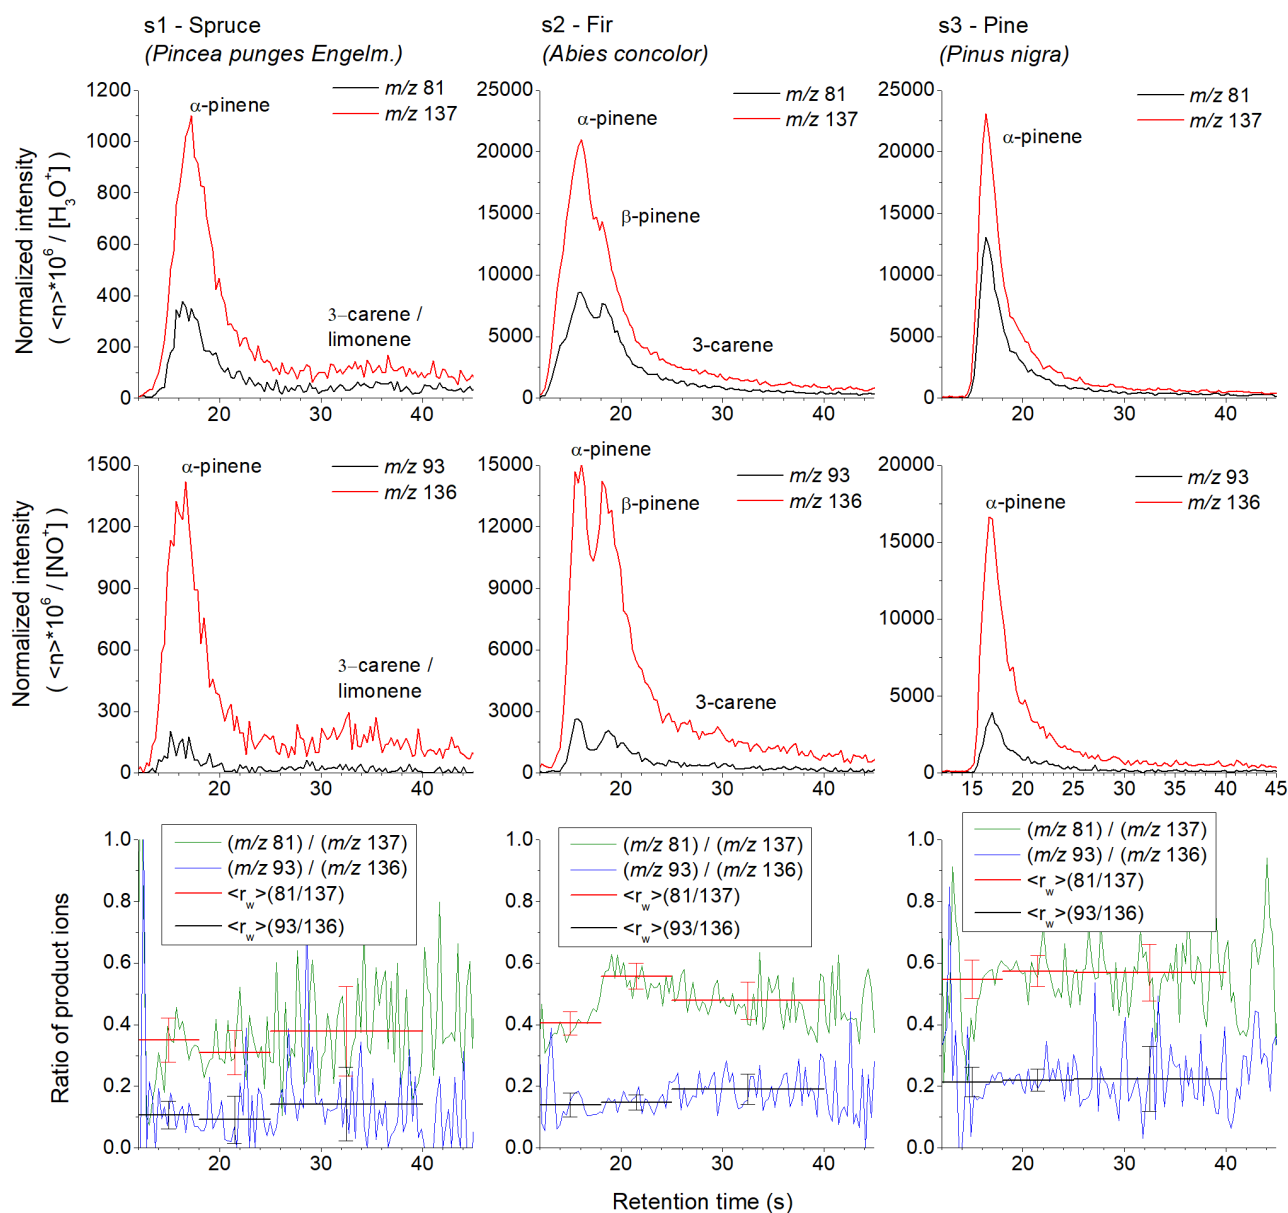 s1 - Spruce
(Pincea punges Engelm.)
s2 - Fir
(Abies concolor)
s3 - Pine
(Pinus nigra)
Normalized intensity
( <n>*10^6 / [H_3O^+] )
1200
1000
800
600
400
200
0
20
30
40
α-pinene
m/z 81
m/z 137
3-carene /
limonene
25000
20000
15000
10000
5000
0
20
30
40
α-pinene
m/z 81
m/z 137
β-pinene
3-carene
25000
20000
15000
10000
5000
0
20
30
40
m/z 81
m/z 137
α-pinene
Normalized intensity
( <n>*10^6 / [NO^+] )
1500
1200
900
600
300
0
20
30
40
α-pinene
m/z 93
m/z 136
3-carene /
limonene
15000
12000
9000
6000
3000
0
20
30
40
α-pinene
m/z 93
m/z 136
β-pinene
3-carene
20000
15000
10000
5000
0
15
20
25
30
35
40
45
m/z 93
m/z 136
α-pinene
Ratio of product ions
1.0
0.8
0.6
0.4
0.2
0.0
20
30
40
(m/z 81) / (m/z 137)
(m/z 93) / (m/z 136)
<r_w>(81/137)
<r_w>(93/136)
1.0
0.8
0.6
0.4
0.2
0.0
20
30
40
(m/z 81) / (m/z 137)
(m/z 93) / (m/z 136)
<r_w>(81/137)
<r_w>(93/136)
1.0
0.8
0.6
0.4
0.2
0.0
20
30
40
(m/z 81) / (m/z 137)
(m/z 93) / (m/z 136)
<r_w>(81/137)
<r_w>(93/136)
Retention time (s)